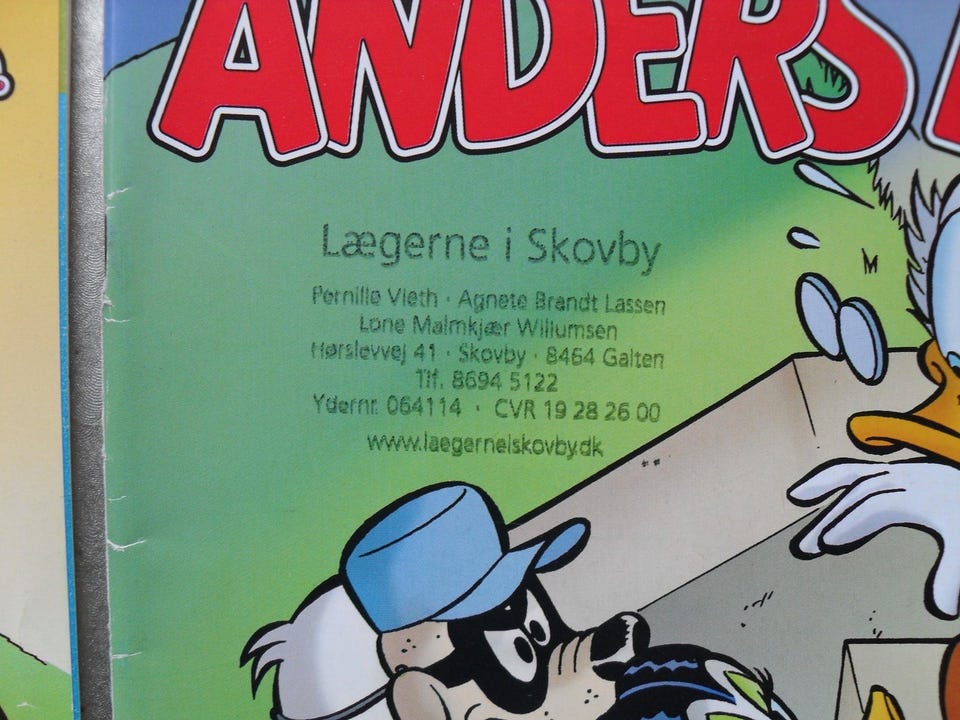 ANDERS
Lægerne i Skovby
Pernille Vieth · Agnete Brandt Lassen
Lone Malmkjær Willumsen
Hørslevvej 41 · Skovby · 8464 Galten
Tlf. 8694 5122
Ydernr. 064114 · CVR 19 28 26 00
www.laegerneiskovby.dk